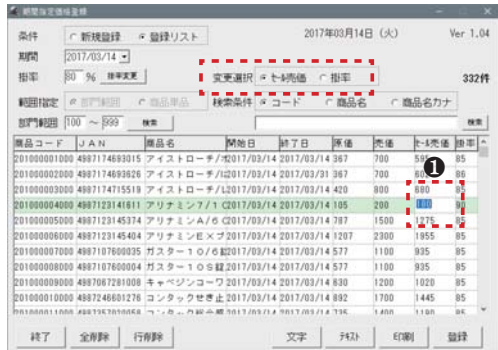 期間指定価格登録
条件 新規登録 登録リスト 2017年03月14日 (火) Ver 1.04
期間 2017/03/14
掛率 80 % 掛率変更 変更選択 セール売価 掛率 332件
範囲指定 部門範囲 商品単品 検索条件 コード 商品名 商品名カナ
部門範囲 100 ～ 999 検索 検索
商品コード JAN 商品名 開始日 終了日 原価 売価 セール売価 掛率
201000001000 4987174693015 アイストローチ/オ 2017/03/14 2017/03/14 367 700 595 85
201000002000 4987174693626 アイストローチ/レ 2017/03/14 2017/03/31 367 700 86
201000003000 4987174715519 アイストローチ/レ 2017/03/14 2017/03/14 420 800 680 85
❶
201000004000 4987123141611 アリナミン7/1 2017/03/14 2017/03/14 105 200 180 90
201000005000 4987123145374 アリナミンA/6 2017/03/14 2017/03/14 787 1500 1275 85
201000006000 4987123145404 アリナミンEXプ 2017/03/14 2017/03/14 1207 2300 1955 85
201000007000 4987107600035 ガスター10/6錠 2017/03/14 2017/03/14 577 1100 935 85
201000008000 4987107600004 ガスター10S錠 2017/03/14 2017/03/14 577 1100 935 85
201000009000 4987067281008 キャベジンコーワ 2017/03/14 2017/03/14 630 1200 1020 85
201000010000 4987246601276 コンタックせき止 2017/03/14 2017/03/14 892 1700 1445 85
終了 全削除 行削除 文字 テキスト 印刷 登録